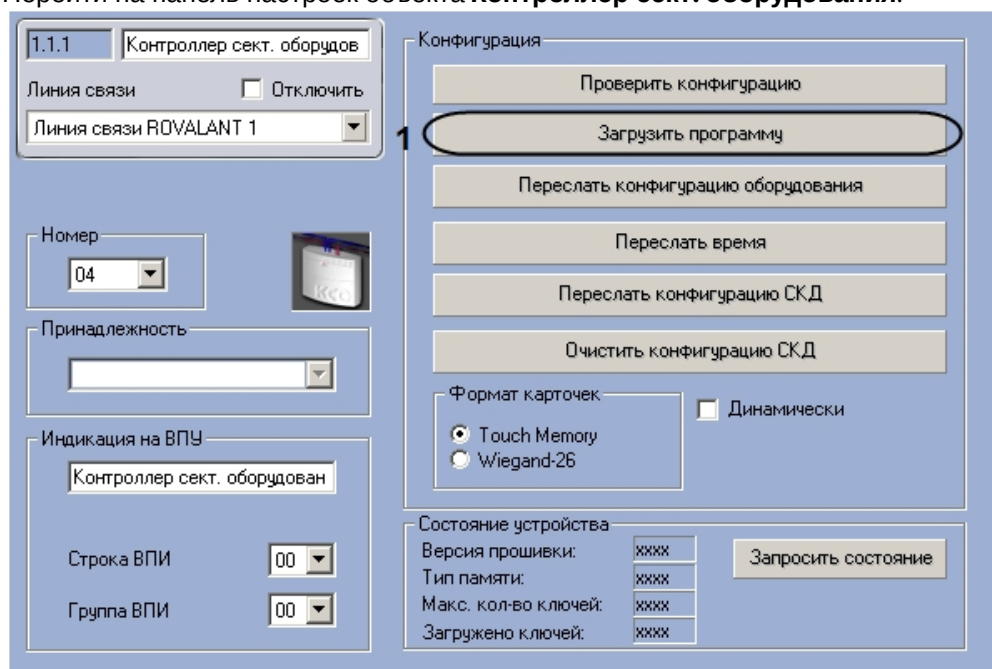 Перейти на панель настроек объекта Контроллер сект. оборудования.
1.1.1 Контроллер сект. оборудов
Линия связи Отключить
Линия связи ROVALANT 1
Номер
04
КСО
Принадлежность
Индикация на ВПУ
Контроллер сект. оборудован
Строка ВПИ 00
Группа ВПИ 00
Конфигурация
Проверить конфигурацию
1 Загрузить программу
Переслать конфигурацию оборудования
Переслать время
Переслать конфигурацию СКД
Очистить конфигурацию СКД
Формат карточек
Touch Memory
Wiegand-26
Динамически
Состояние устройства
Версия прошивки: xxxx
Запросить состояние
Тип памяти: xxxx
Макс. кол-во ключей: xxxx
Загружено ключей: xxxx